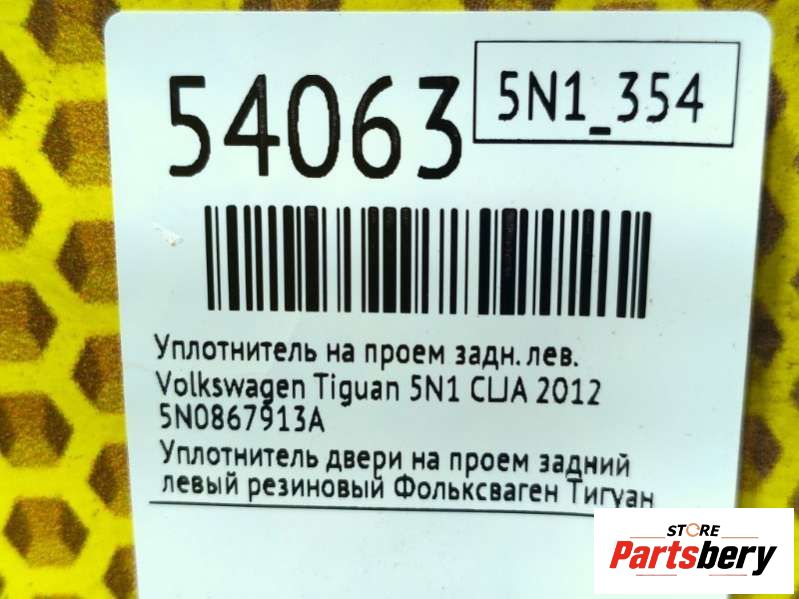 54063
5N1_354
Уплотнитель на проем задн. лев.
Volkswagen Tiguan 5N1 CLJA 2012
5N0867913A
Уплотнитель двери на проем задний
левый резиновый Фольксваген Тигуан
STORE
Partsbery